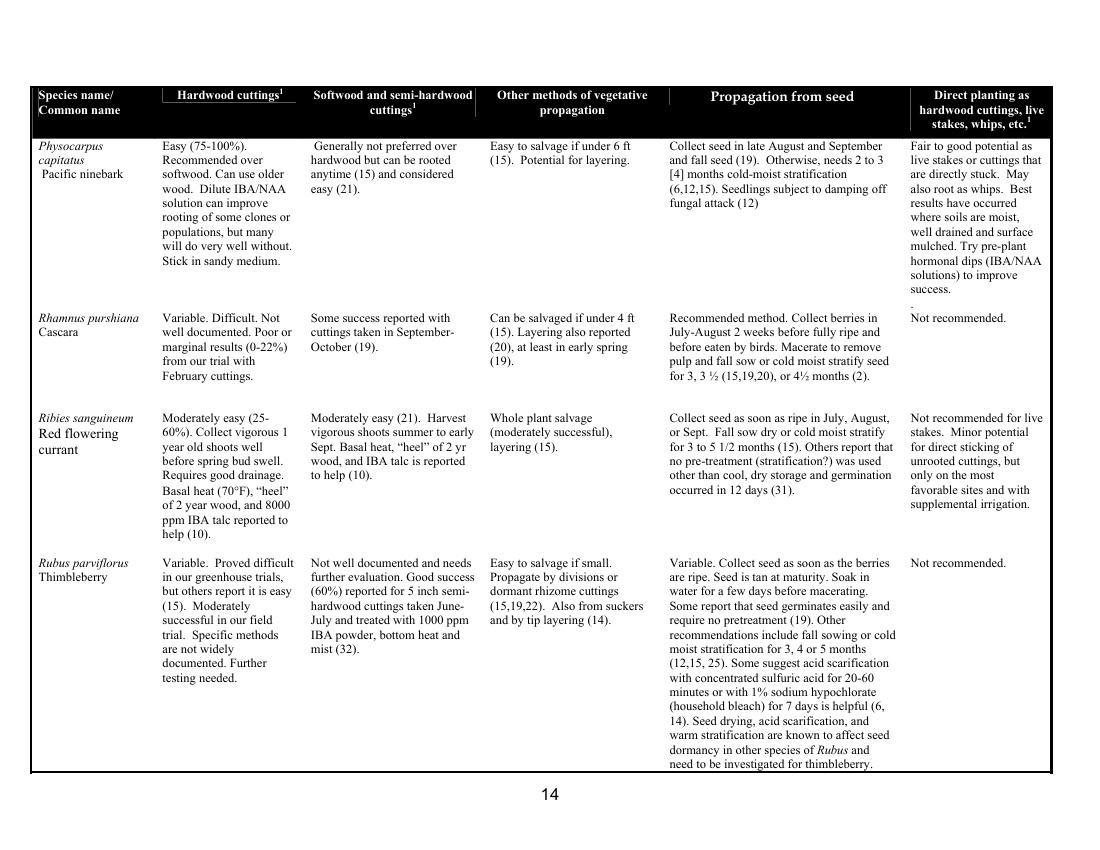 Species name/
Common name
Hardwood cuttings1
Softwood and semi-hardwood
cuttings1
Other methods of vegetative
propagation
Propagation from seed
Direct planting as
hardwood cuttings, live
stakes, whips, etc.1
Physocarpus
capitatus
Pacific ninebark
Easy (75-100%).
Recommended over
softwood. Can use older
wood. Dilute IBA/NAA
solution can improve
rooting of some clones or
populations, but many
will do very well without.
Stick in sandy medium.
Generally not preferred over
hardwood but can be rooted
anytime (15) and considered
easy (21).
Easy to salvage if under 6 ft
(15). Potential for layering.
Collect seed in late August and September
and fall seed (19). Otherwise, needs 2 to 3
[4] months cold-moist stratification
(6,12,15). Seedlings subject to damping off
fungal attack (12)
Fair to good potential as
live stakes or cuttings that
are directly stuck. May
also root as whips. Best
results have occurred
where soils are moist,
well drained and surface
mulched. Try pre-plant
hormonal dips (IBA/NAA
solutions) to improve
success.
.
Rhamnus purshiana
Cascara
Variable. Difficult. Not
well documented. Poor or
marginal results (0-22%)
from our trial with
February cuttings.
Some success reported with
cuttings taken in September-
October (19).
Can be salvaged if under 4 ft
(15). Layering also reported
(20), at least in early spring
(19).
Recommended method. Collect berries in
July-August 2 weeks before fully ripe and
before eaten by birds. Macerate to remove
pulp and fall sow or cold moist stratify seed
for 3, 3 ½ (15,19,20), or 4½ months (2).
Not recommended.
Ribies sanguineum
Red flowering
currant
Moderately easy (25-
60%). Collect vigorous 1
year old shoots well
before spring bud swell.
Requires good drainage.
Basal heat (70°F), “heel”
of 2 year wood, and 8000
ppm IBA talc reported to
help (10).
Moderately easy (21). Harvest
vigorous shoots summer to early
Sept. Basal heat, “heel” of 2 yr
wood, and IBA talc is reported
to help (10).
Whole plant salvage
(moderately successful),
layering (15).
Collect seed as soon as ripe in July, August,
or Sept. Fall sow dry or cold moist stratify
for 3 to 5 1/2 months (15). Others report that
no pre-treatment (stratification?) was used
other than cool, dry storage and germination
occurred in 12 days (31).
Not recommended for live
stakes. Minor potential
for direct sticking of
unrooted cuttings, but
only on the most
favorable sites and with
supplemental irrigation.
Rubus parviflorus
Thimbleberry
Variable. Proved difficult
in our greenhouse trials,
but others report it is easy
(15). Moderately
successful in our field
trial. Specific methods
are not widely
documented. Further
testing needed.
Not well documented and needs
further evaluation. Good success
(60%) reported for 5 inch semi-
hardwood cuttings taken June-
July and treated with 1000 ppm
IBA powder, bottom heat and
mist (32).
Easy to salvage if small.
Propagate by divisions or
dormant rhizome cuttings
(15,19,22). Also from suckers
and by tip layering (14).
Variable. Collect seed as soon as the berries
are ripe. Seed is tan at maturity. Soak in
water for a few days before macerating.
Some report that seed germinates easily and
require no pretreatment (19). Other
recommendations include fall sowing or cold
moist stratification for 3, 4 or 5 months
(12,15, 25). Some suggest acid scarification
with concentrated sulfuric acid for 20-60
minutes or with 1% sodium hypochlorite
(household bleach) for 7 days is helpful (6,
14). Seed drying, acid scarification, and
warm stratification are known to affect seed
dormancy in other species of Rubus and
need to be investigated for thimbleberry.
Not recommended.
14